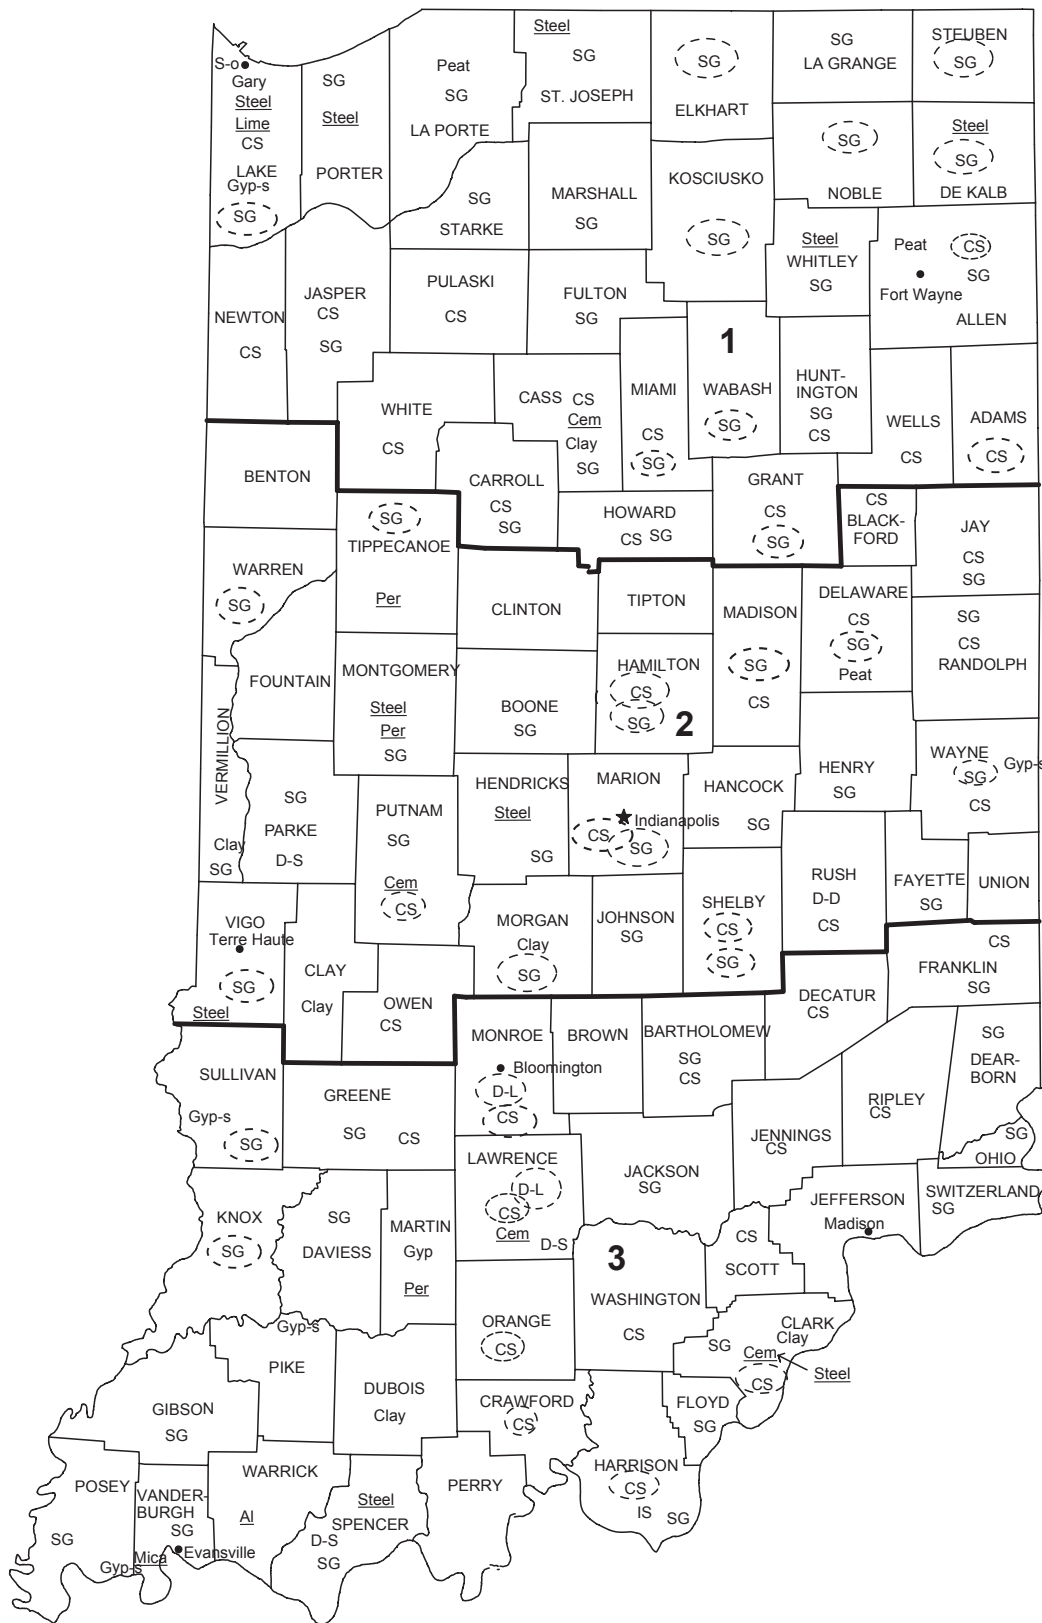 Steel
SG
ST. JOSEPH
Peat
SG
LA PORTE
S-o
Gary
Steel
Lime
CS
LAKE
Gyp-s
SG
SG
Steel
PORTER
SG
ELKHART
SG
LA GRANGE
STEUBEN
SG
SG
NOBLE
Steel
SG
DE KALB
SG
STARKE
MARSHALL
SG
KOSCIUSKO
SG
Steel
WHITLEY
SG
Peat
CS
SG
Fort Wayne
ALLEN
NEWTON
CS
JASPER
CS
SG
PULASKI
CS
FULTON
SG
1
WABASH
SG
MIAMI
CS
SG
HUNT-
INGTON
SG
CS
WELLS
CS
ADAMS
CS
WHITE
CS
CASS
CS
Cem
Clay
SG
CARROLL
CS
SG
HOWARD
CS SG
GRANT
CS
SG
BENTON
SG
TIPPECANOE
Per
CS
BLACK-
FORD
JAY
CS
SG
WARREN
SG
CLINTON
TIPTON
MADISON
SG
CS
DELAWARE
CS
SG
Peat
SG
CS
RANDOLPH
FOUNTAIN
MONTGOMERY
Steel
Per
SG
BOONE
SG
HAMILTON
CS
SG
2
VERMILLION
Clay
SG
SG
PARKE
D-S
PUTNAM
SG
Cem
CS
HENDRICKS
Steel
SG
MARION
Indianapolis
CS
SG
HANCOCK
SG
HENRY
SG
WAYNE
SG
Gyp-s
CS
VIGO
Terre Haute
SG
Steel
CLAY
Clay
OWEN
CS
MORGAN
Clay
SG
JOHNSON
SG
SHELBY
CS
SG
RUSH
D-D
CS
FAYETTE
SG
UNION
CS
FRANKLIN
SG
SULLIVAN
Gyp-s
SG
GREENE
SG
CS
MONROE
Bloomington
D-L
CS
BROWN
BARTHOLOMEW
SG
CS
DECATUR
CS
SG
DEAR-
BORN
RIPLEY
CS
JENNINGS
CS
SG
OHIO
KNOX
SG
SG
DAVIESS
MARTIN
Gyp
Per
LAWRENCE
D-L
CS
Cem
D-S
JACKSON
SG
JEFFERSON
Madison
SWITZERLAND
SG
CS
SCOTT
3
WASHINGTON
CS
ORANGE
CS
Gyp-s
PIKE
DUBOIS
Clay
CRAWFORD
CS
CLARK
Clay
SG
Cem
CS
Steel
FLOYD
SG
GIBSON
SG
HARRISON
CS
IS
SG
POSEY
SG
Gyp-s
VANDER-
BURGH
SG
Mica
Evansville
WARRICK
Al
Steel
SPENCER
D-S
SG
PERRY